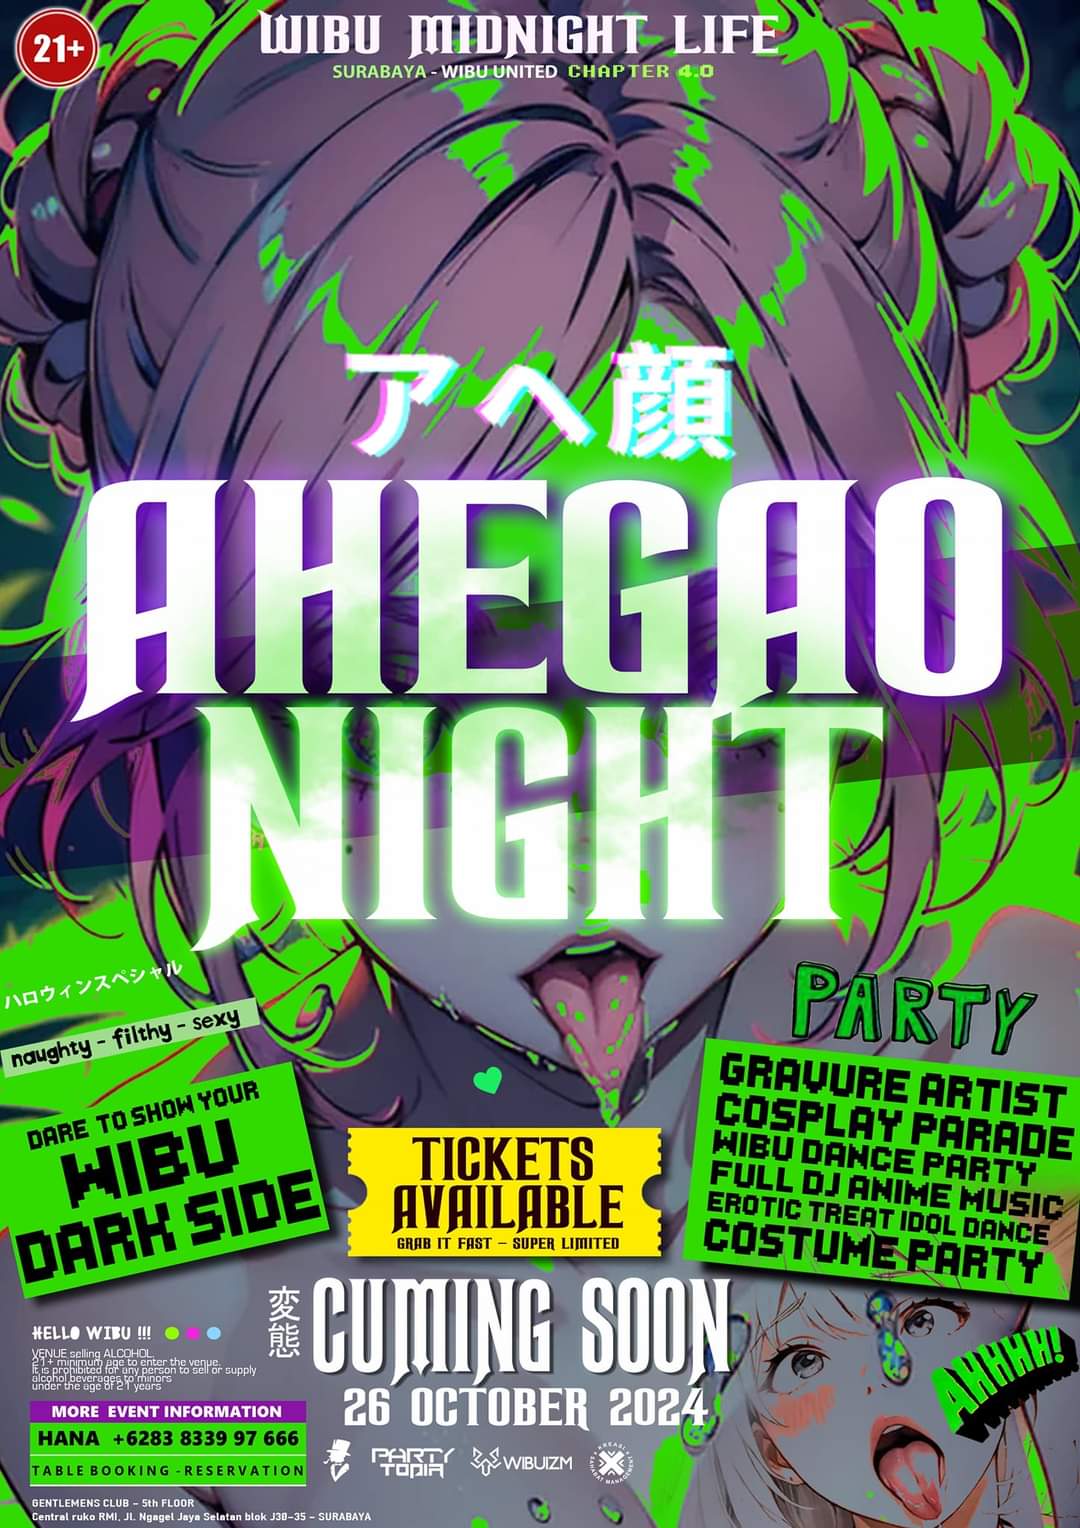 21+
WIBU MIDNIGHT LIFE
SURABAYA - WIBU UNITED CHAPTER 4.0
アヘ顔
AHEGAO
NIGHT
ハロウィンスペシャル
naughty - filthy - sexy
DARE TO SHOW YOUR
WIBU
DARK SIDE
PARTY
GRAVURE ARTIST
COSPLAY PARADE
WIBU DANCE PARTY
FULL DJ ANIME MUSIC
EROTIC TREAT IDOL DANCE
COSTUME PARTY
TICKETS
AVAILABLE
GRAB IT FAST - SUPER LIMITED
変態
CUMING SOON
26 OCTOBER 2024
HELLO WIBU !!!
VENUE selling ALCOHOL.
21+ minimum age to enter the venue.
It is prohibited for any person to sell or supply
alcohol beverages to minors
under the age of 21 years
MORE EVENT INFORMATION
HANA +6283 8339 97 666
TABLE BOOKING - RESERVATION
GENTLEMENS CLUB - 5th FLOOR
Central ruko RMI, Jl. Ngagel Jaya Selatan blok J30-35 - SURABAYA
PARTY
TOPIA
WIBUIZM
AHHHH!